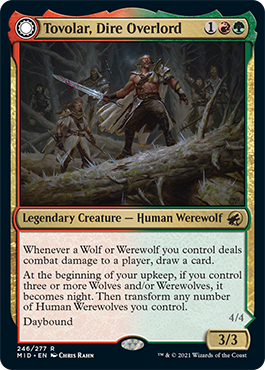 Tovolar, Dire Overlord 1
Legendary Creature — Human Werewolf
Whenever a Wolf or Werewolf you control deals
combat damage to a player, draw a card.
At the beginning of your upkeep, if you control
three or more Wolves and/or Werewolves, it
becomes night. Then transform any number
of Human Werewolves you control.
4/4
Daybound
3/3
246/277 R
MID • EN Chris Rahn
™ & © 2021 Wizards of the Coast